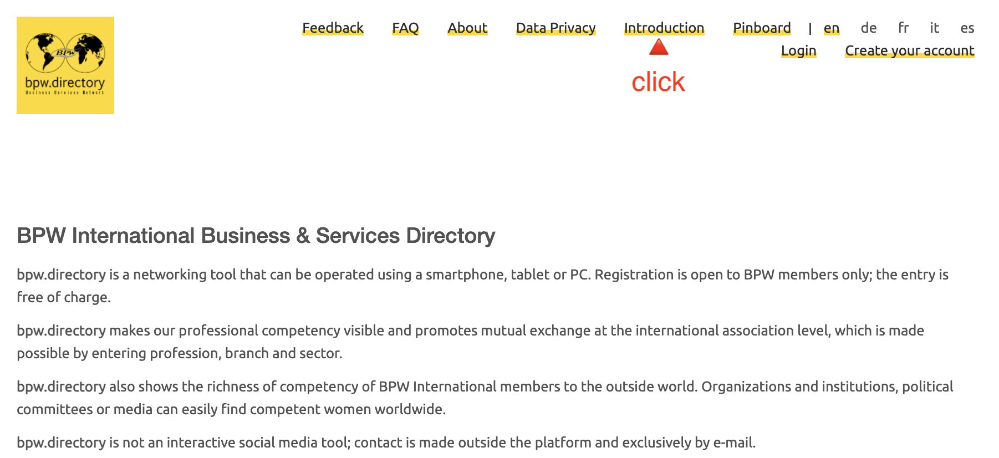 BPW
bpw.directory
Business Services Network
Feedback FAQ About Data Privacy Introduction Pinboard | en de fr it es
Login Create your account
click
BPW International Business & Services Directory
bpw.directory is a networking tool that can be operated using a smartphone, tablet or PC. Registration is open to BPW members only; the entry is
free of charge.
bpw.directory makes our professional competency visible and promotes mutual exchange at the international association level, which is made
possible by entering profession, branch and sector.
bpw.directory also shows the richness of competency of BPW International members to the outside world. Organizations and institutions, political
committees or media can easily find competent women worldwide.
bpw.directory is not an interactive social media tool; contact is made outside the platform and exclusively by e-mail.